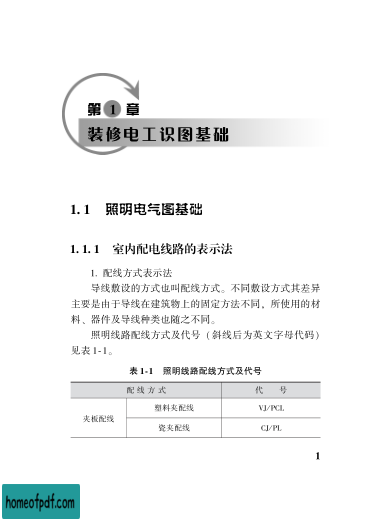 第 1 章
装修电工识图基础
1. 1 照明电气图基础
1. 1. 1 室内配电线路的表示法
1. 配线方式表示法
导线敷设的方式也叫配线方式。不同敷设方式其差异
主要是由于导线在建筑物上的固定方法不同，所使用的材
料、器件及导线种类也随之不同。
照明线路配线方式及代号（斜线后为英文字母代码）
见表 1-1。
表 1-1 照明线路配线方式及代号
配 线 方 式 代 号
夹板配线 塑料夹配线 VJ/PCL
瓷夹配线 CJ/PL
1
homeofpdf.com